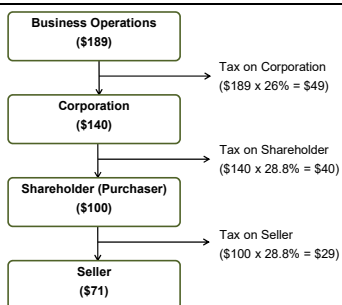 Business Operations
($189)
Tax on Corporation
($189 x 26% = $49)
Corporation
($140)
Tax on Shareholder
($140 x 28.8% = $40)
Shareholder (Purchaser)
($100)
Tax on Seller
($100 x 28.8% = $29)
Seller
($71)